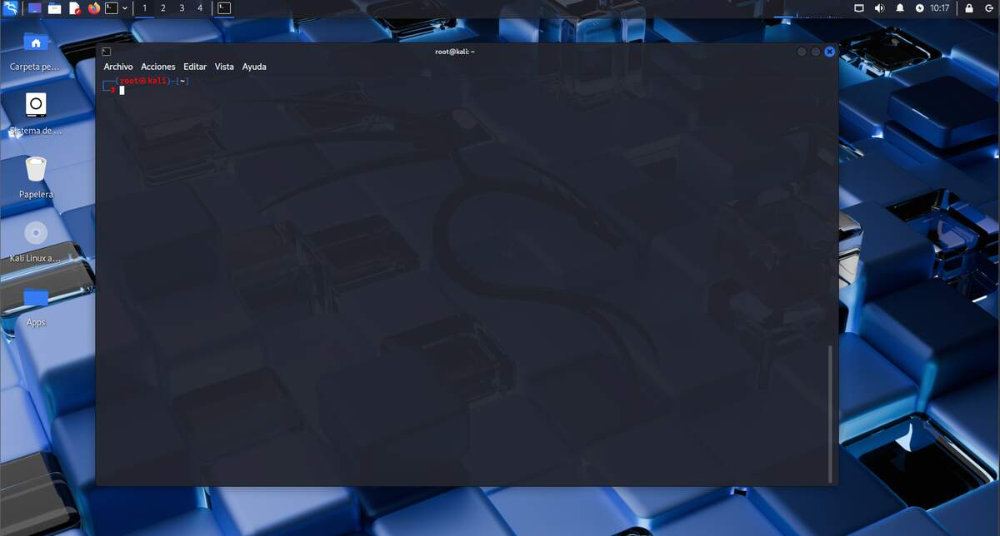 1 2 3 4
10:17
root@kali: ~
Archivo Acciones Editar Vista Ayuda
┌──(root㉿kali)-[~]
└─#
Carpeta pe...
Sistema de ...
Papelera
Kali Linux a...
Apps